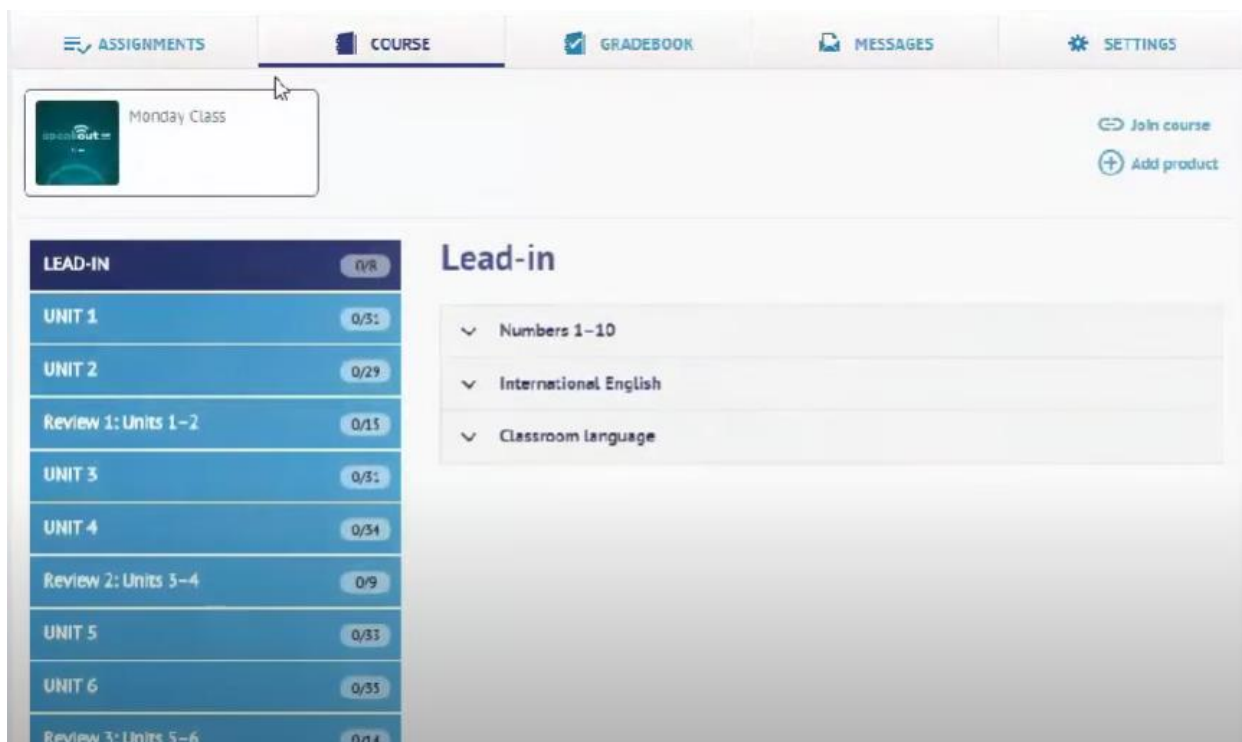 ASSIGNMENTS
COURSE
GRADEBOOK
MESSAGES
SETTINGS
speakout
Monday Class
Join course
Add product
LEAD-IN 0/8
Lead-in
UNIT 1 0/31
Numbers 1–10
UNIT 2 0/29
International English
Review 1: Units 1–2 0/15
Classroom language
UNIT 3 0/31
UNIT 4 0/34
Review 2: Units 3–4 0/9
UNIT 5 0/33
UNIT 6 0/35
Review 3: Units 5–6 0/14